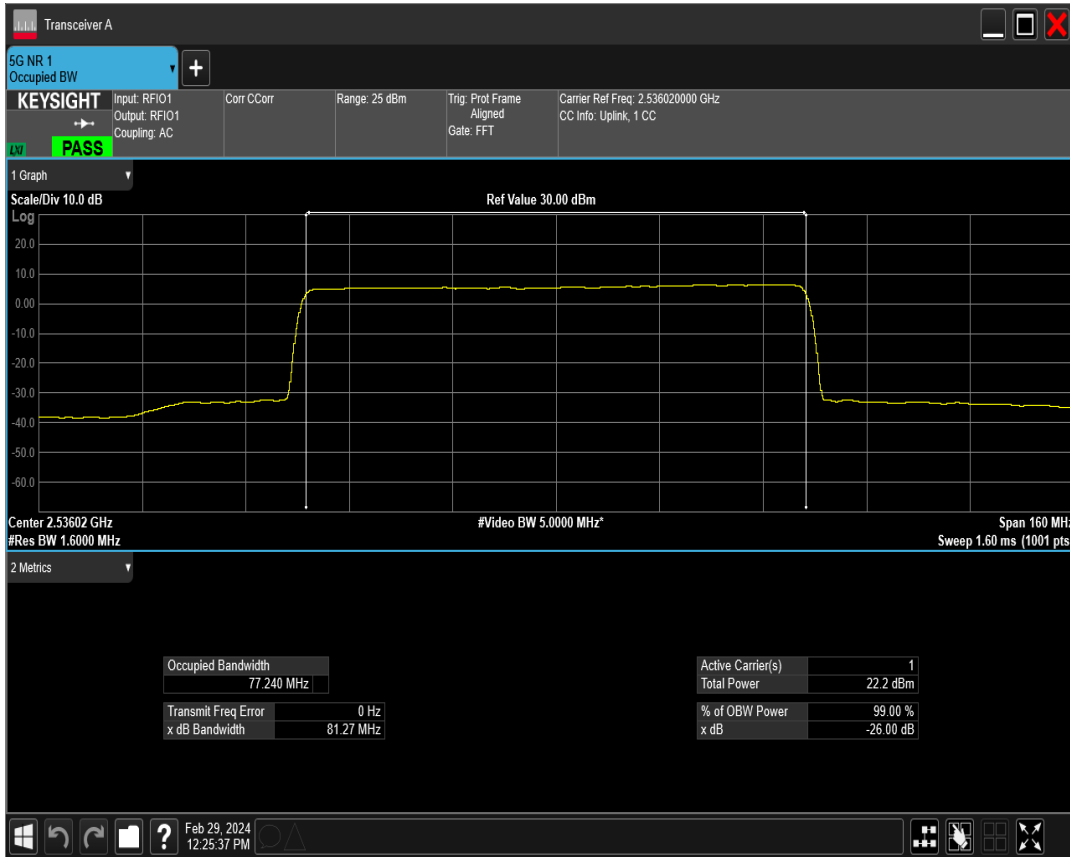 Transceiver A
5G NR 1
Occupied BW
KEYSIGHT
LXI
PASS
Input: RFIO1
Output: RFIO1
Coupling: AC
Corr CCorr
Range: 25 dBm
Trig: Prot Frame
Aligned
Gate: FFT
Carrier Ref Freq: 2.536020000 GHz
CC Info: Uplink, 1 CC
1 Graph
Scale/Div 10.0 dB
Ref Value 30.00 dBm
Log
20.0
10.0
0.00
-10.0
-20.0
-30.0
-40.0
-50.0
-60.0
Center 2.53602 GHz
#Video BW 5.0000 MHz*
Span 160 MHz
#Res BW 1.6000 MHz
Sweep 1.60 ms (1001 pts
2 Metrics
Occupied Bandwidth
77.240 MHz
Transmit Freq Error 0 Hz
x dB Bandwidth 81.27 MHz
Active Carrier(s) 1
Total Power 22.2 dBm
% of OBW Power 99.00 %
x dB -26.00 dB
?
Feb 29, 2024
12:25:37 PM